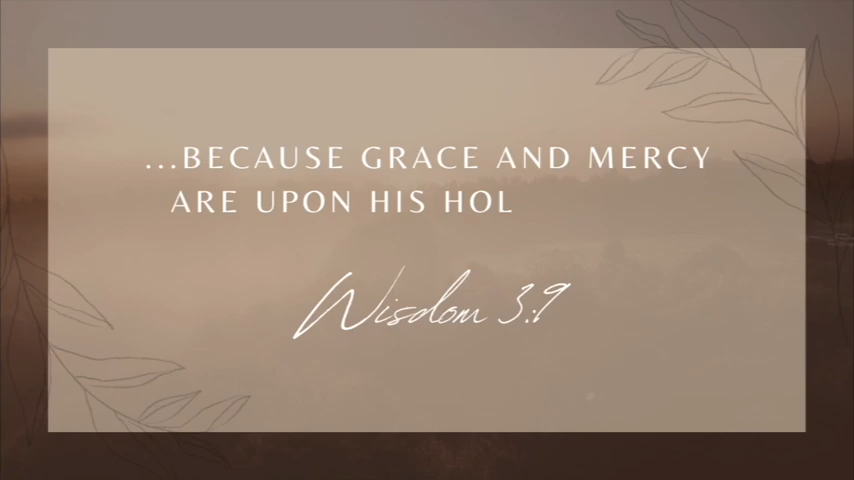 ...BECAUSE GRACE AND MERCY
ARE UPON HIS HOL
Wisdom 3:9